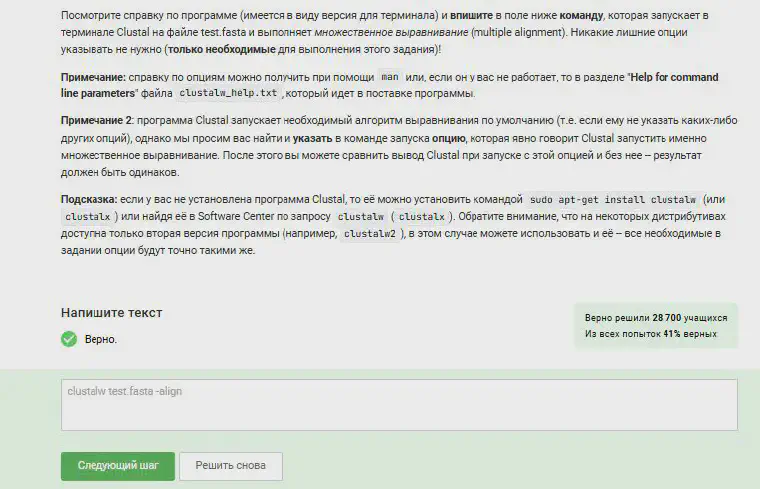 Посмотрите справку по программе (имеется в виду версия для терминала) и впишите в поле ниже команду, которая запускает в
терминале Clustal на файле test.fasta и выполняет множественное выравнивание (multiple alignment). Никакие лишние опции
указывать не нужно (только необходимые для выполнения этого задания)!
Примечание: справку по опциям можно получить при помощи man или, если он у вас не работает, то в разделе "Help for command
line parameters" файла clustalw_help.txt, который идет в поставке программы.
Примечание 2: программа Clustal запускает необходимый алгоритм выравнивания по умолчанию (т.е. если ему не указать каких-либо
других опций), однако мы просим вас найти и указать в команде запуска опцию, которая явно говорит Clustal запустить именно
множественное выравнивание. После этого вы можете сравнить вывод Clustal при запуске с этой опцией и без нее – результат
должен быть одинаков.
Подсказка: если у вас не установлена программа Clustal, то её можно установить командой sudo apt-get install clustalw (или
clustalx) или найдя её в Software Center по запросу clustalw (clustalx). Обратите внимание, что на некоторых дистрибутивах
доступна только вторая версия программы (например, clustalw2), в этом случае можете использовать и её – все необходимые в
задании опции будут точно такими же.
Напишите текст
Верно решили 28 700 учащихся
Из всех попыток 41% верных
Верно.
clustalw test.fasta -align
Следующий шаг Решить снова